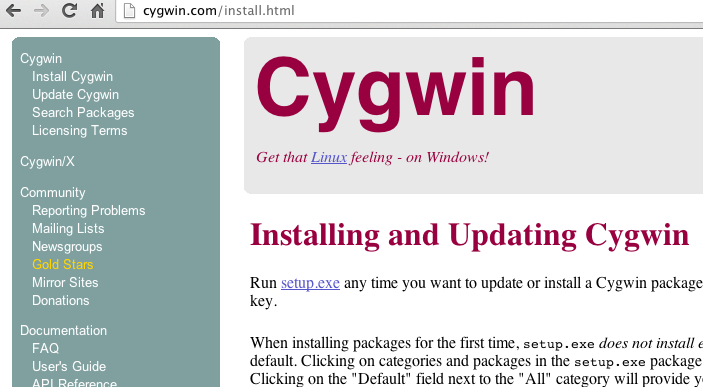 cygwin.com/install.html
Cygwin
Install Cygwin
Update Cygwin
Search Packages
Licensing Terms
Cygwin/X
Community
Reporting Problems
Mailing Lists
Newsgroups
Gold Stars
Mirror Sites
Donations
Documentation
FAQ
User's Guide
API Reference
Cygwin
Get that Linux feeling - on Windows!
Installing and Updating Cygwin
Run setup.exe any time you want to update or install a Cygwin package
key.
When installing packages for the first time, setup.exe does not install e
default. Clicking on categories and packages in the setup.exe package
Clicking on the "Default" field next to the "All" category will provide y